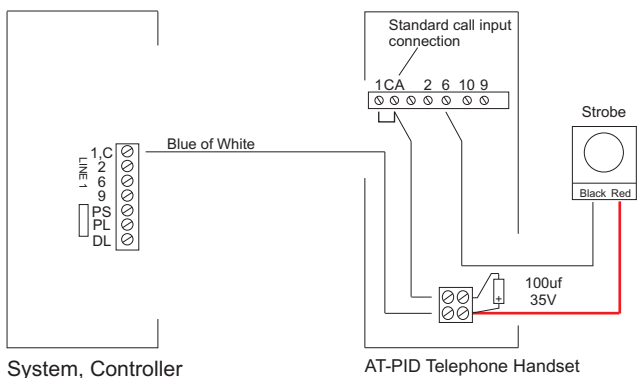 Standard call input
connection
1CA 2 6 10 9
Strobe
Blue of White
LINE 1
1,C
2
6
9
PS
PL
DL
Black Red
100uf
35V
+
System, Controller
AT-PID Telephone Handset